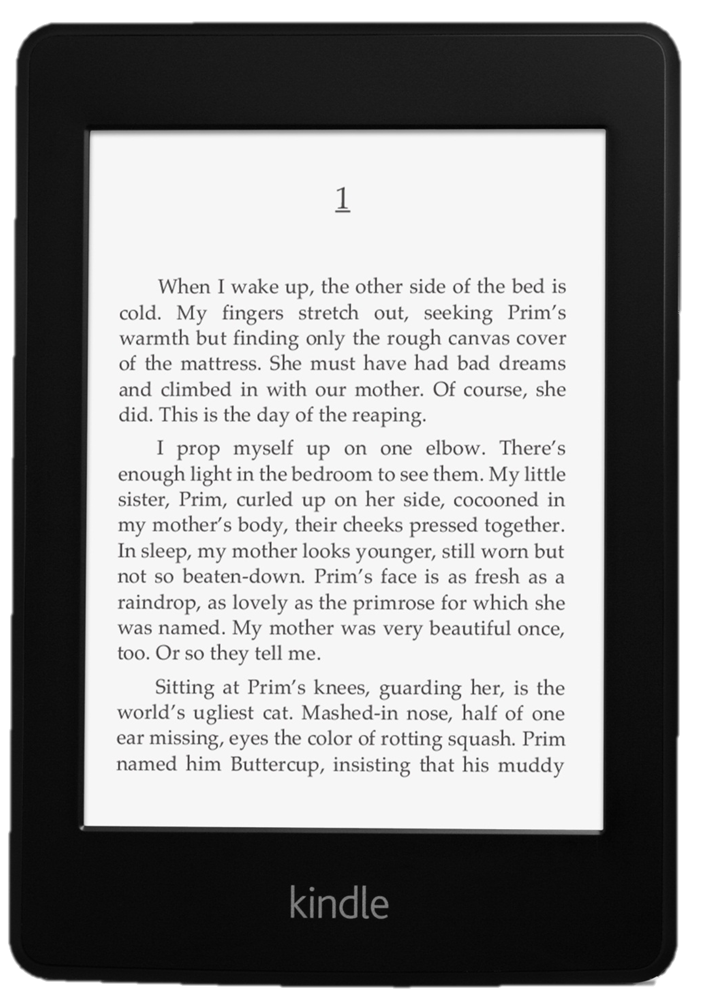 1
When I wake up, the other side of the bed is
cold. My fingers stretch out, seeking Prim's
warmth but finding only the rough canvas cover
of the mattress. She must have had bad dreams
and climbed in with our mother. Of course, she
did. This is the day of the reaping.
I prop myself up on one elbow. There's
enough light in the bedroom to see them. My little
sister, Prim, curled up on her side, cocooned in
my mother's body, their cheeks pressed together.
In sleep, my mother looks younger, still worn but
not so beaten-down. Prim's face is as fresh as a
raindrop, as lovely as the primrose for which she
was named. My mother was very beautiful once,
too. Or so they tell me.
Sitting at Prim's knees, guarding her, is the
world's ugliest cat. Mashed-in nose, half of one
ear missing, eyes the color of rotting squash. Prim
named him Buttercup, insisting that his muddy
kindle